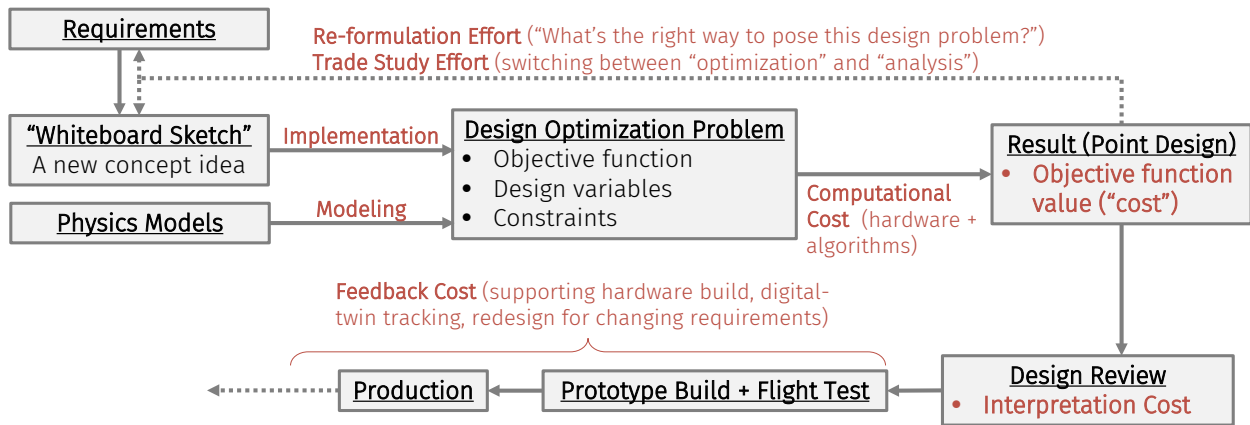 Requirements
Re-formulation Effort (“What’s the right way to pose this design problem?”)
Trade Study Effort (switching between “optimization” and “analysis”)
“Whiteboard Sketch”
A new concept idea
Implementation
Physics Models
Modeling
Design Optimization Problem
• Objective function
• Design variables
• Constraints
Computational
Cost (hardware +
algorithms)
Result (Point Design)
• Objective function
value (“cost”)
Feedback Cost (supporting hardware build, digital-
twin tracking, redesign for changing requirements)
Production
Prototype Build + Flight Test
Design Review
• Interpretation Cost